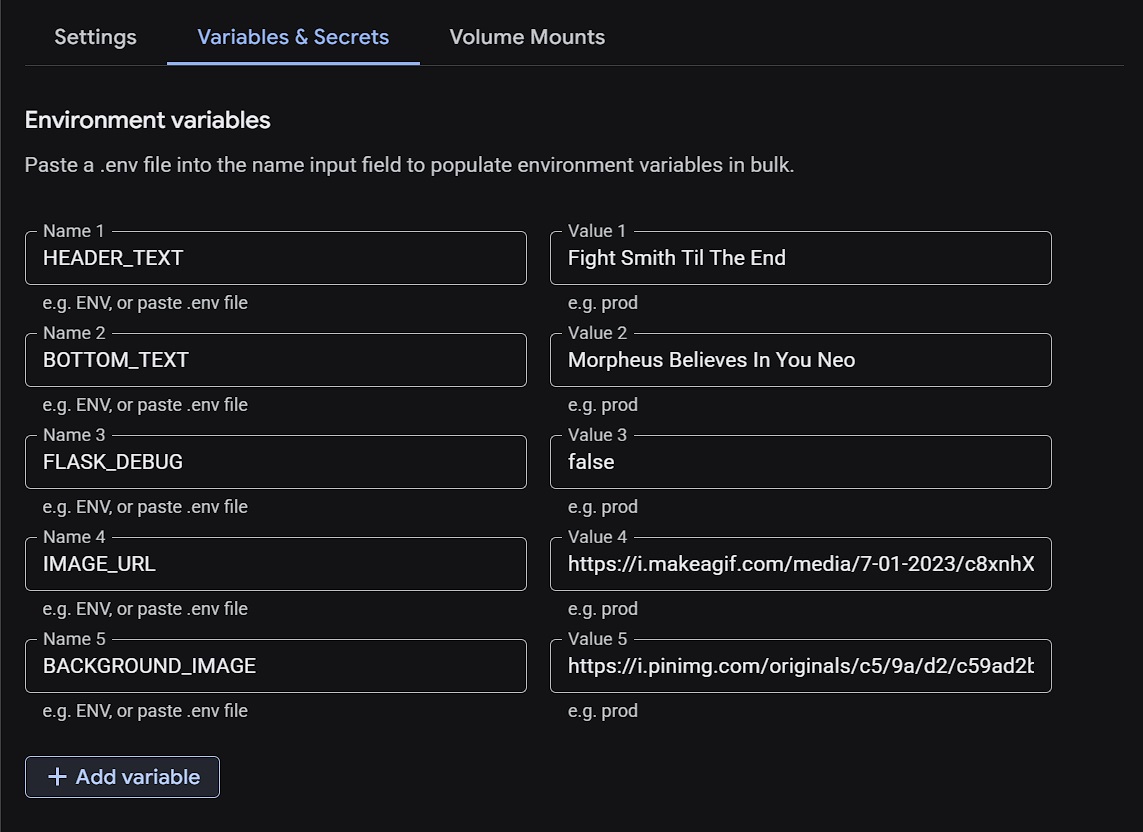 Settings Variables & Secrets Volume Mounts
Environment variables
Paste a .env file into the name input field to populate environment variables in bulk.
Name 1 Value 1
HEADER_TEXT Fight Smith Til The End
e.g. ENV, or paste .env file e.g. prod
Name 2 Value 2
BOTTOM_TEXT Morpheus Believes In You Neo
e.g. ENV, or paste .env file e.g. prod
Name 3 Value 3
FLASK_DEBUG false
e.g. ENV, or paste .env file e.g. prod
Name 4 Value 4
IMAGE_URL https://i.makeagif.com/media/7-01-2023/c8xnhX
e.g. ENV, or paste .env file e.g. prod
Name 5 Value 5
BACKGROUND_IMAGE https://i.pinimg.com/originals/c5/9a/d2/c59ad2b
e.g. ENV, or paste .env file e.g. prod
+ Add variable